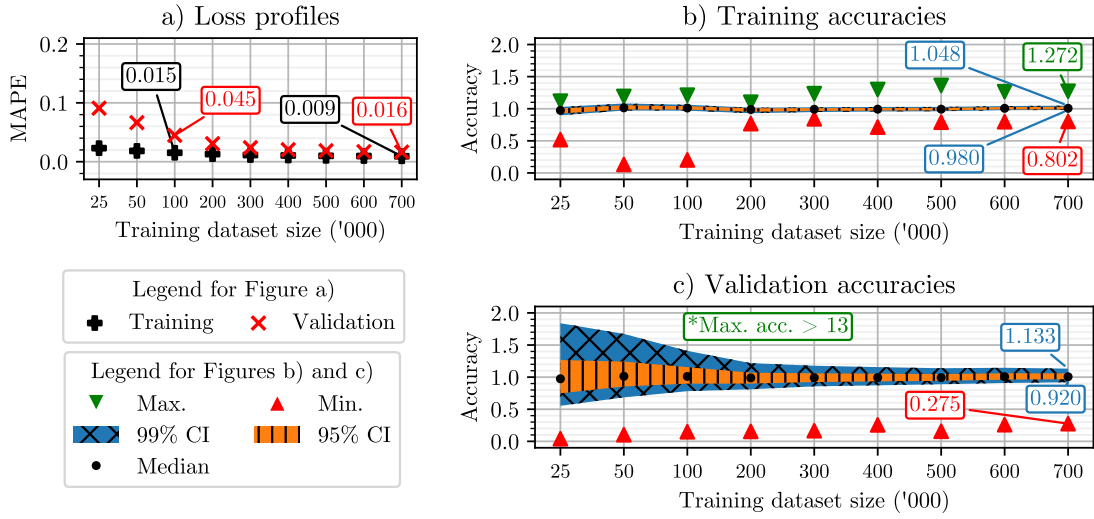 a) Loss profiles
MAPE
0.2
0.1
0.0
0.015
0.045
0.009
0.016
25 50 100 200 300 400 500 600 700
Training dataset size ('000)
b) Training accuracies
Accuracy
2.0
1.5
1.0
0.5
0.0
1.048
1.272
0.980
0.802
25 50 100 200 300 400 500 600 700
Training dataset size ('000)
Legend for Figure a)
Training Validation
Legend for Figures b) and c)
Max. Min.
99% CI 95% CI
Median
c) Validation accuracies
Accuracy
2.0
1.5
1.0
0.5
0.0
*Max. acc. > 13
1.133
0.920
0.275
25 50 100 200 300 400 500 600 700
Training dataset size ('000)